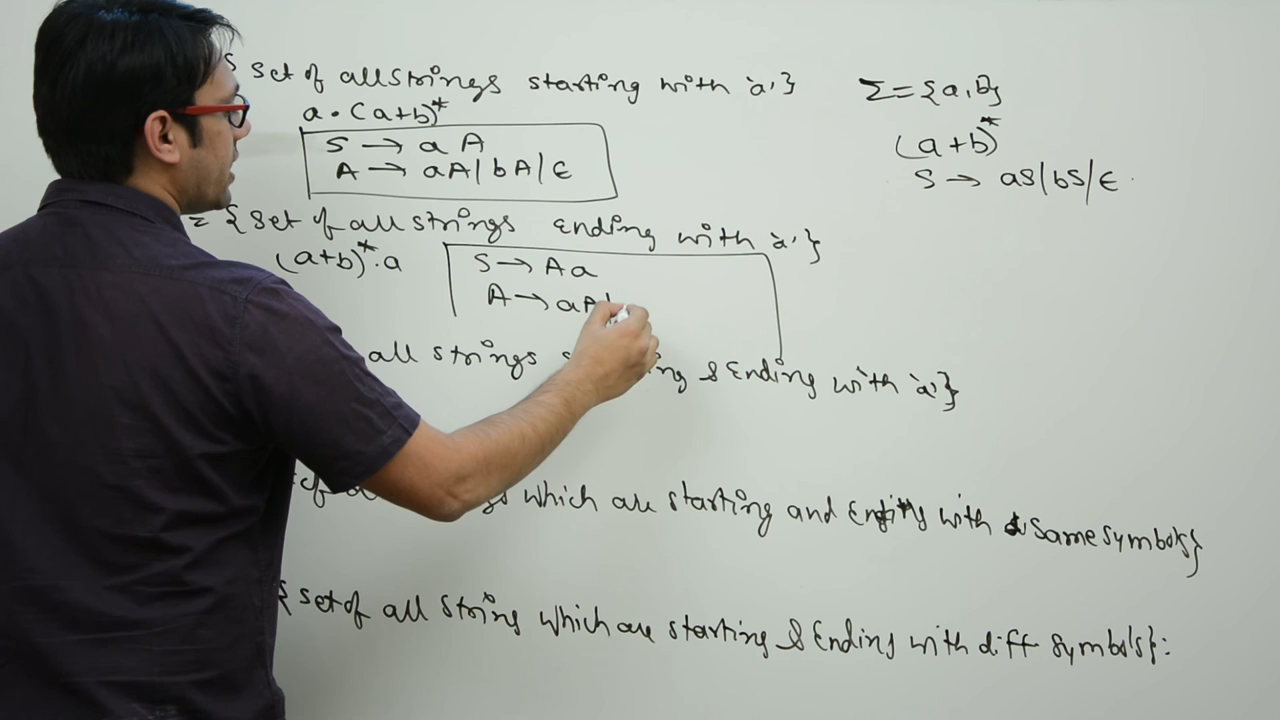 set of all strings starting with 'a'}
a·(a+b)*
S → a A
A → aA|bA|ϵ
Σ={a,b}
(a+b)*
S → aS|bS|ϵ
= {set of all strings ending with 'a'}
(a+b)*·a
S → A a
A → aA|
all strings & Ending with 'a'}
which are starting and Ending with same symbols}
{set of all string which are starting & Ending with diff symbols}: